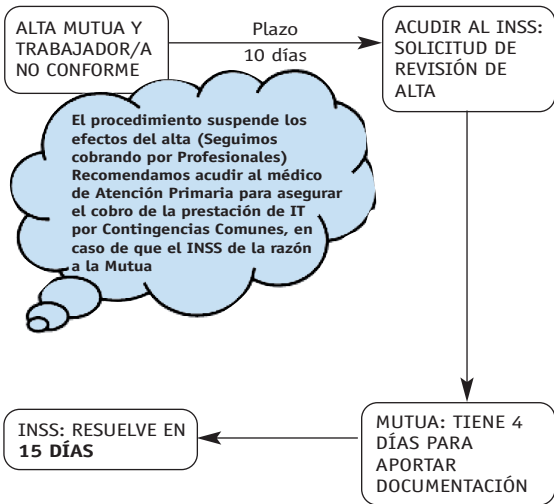 ALTA MUTUA Y
TRABAJADOR/A
NO CONFORME
Plazo
10 días
ACUDIR AL INSS:
SOLICITUD DE
REVISIÓN DE
ALTA
El procedimiento suspende los
efectos del alta (Seguimos
cobrando por Profesionales)
Recomendamos acudir al médico
de Atención Primaria para asegurar
el cobro de la prestación de IT
por Contingencias Comunes, en
caso de que el INSS de la razón
a la Mutua
MUTUA: TIENE 4
DÍAS PARA
APORTAR
DOCUMENTACIÓN
INSS: RESUELVE EN
15 DÍAS